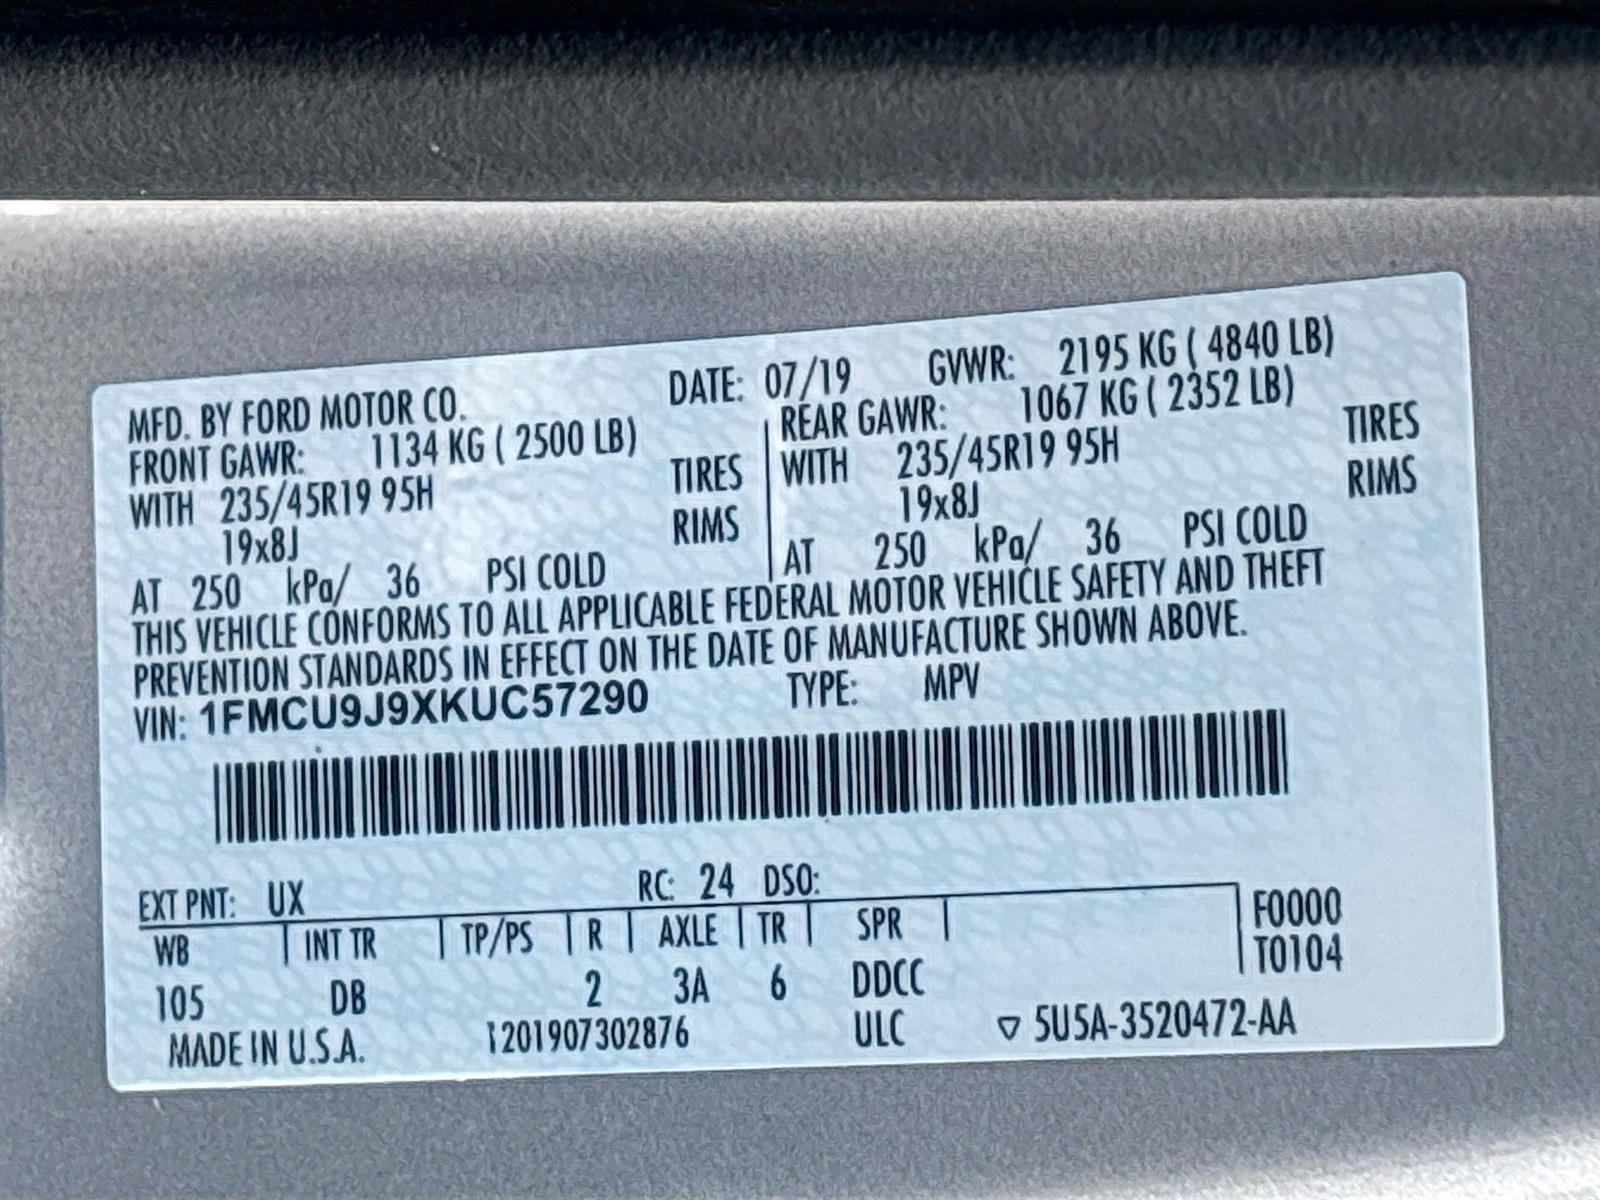 MFD. BY FORD MOTOR CO. DATE: 07/19 GVWR: 2195 KG ( 4840 LB)
FRONT GAWR: 1134 KG ( 2500 LB) REAR GAWR: 1067 KG ( 2352 LB)
WITH 235/45R19 95H TIRES WITH 235/45R19 95H TIRES
19x8J RIMS 19x8J RIMS
AT 250 kPa/ 36 PSI COLD AT 250 kPa/ 36 PSI COLD
THIS VEHICLE CONFORMS TO ALL APPLICABLE FEDERAL MOTOR VEHICLE SAFETY AND THEFT
PREVENTION STANDARDS IN EFFECT ON THE DATE OF MANUFACTURE SHOWN ABOVE.
VIN: 1FMCU9J9XKUC57290 TYPE: MPV
EXT PNT: UX RC: 24 DSO:
WB INT TR TP/PS R AXLE TR SPR F0000
T0104
105 DB 2 3A 6 DDCC
MADE IN U.S.A. T201907302876 ULC ▽ 5U5A-3520472-AA